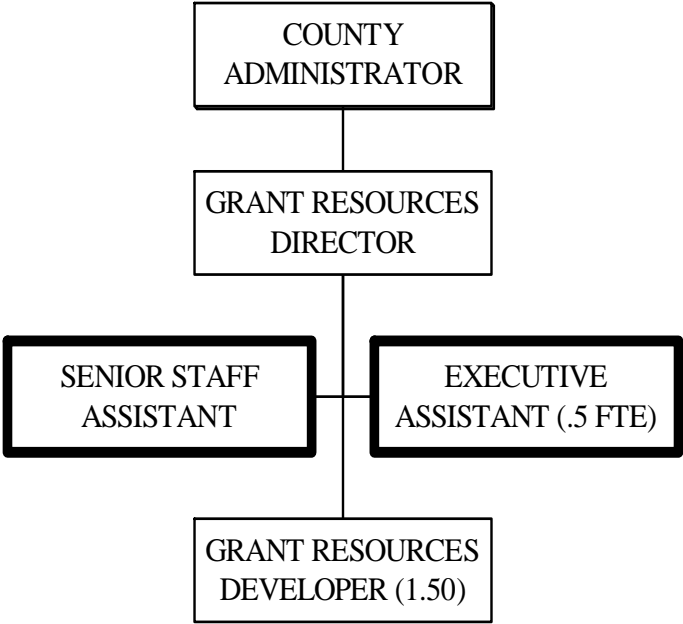 COUNTY
ADMINISTRATOR
GRANT RESOURCES
DIRECTOR
SENIOR STAFF
ASSISTANT
EXECUTIVE
ASSISTANT (.5 FTE)
GRANT RESOURCES
DEVELOPER (1.50)